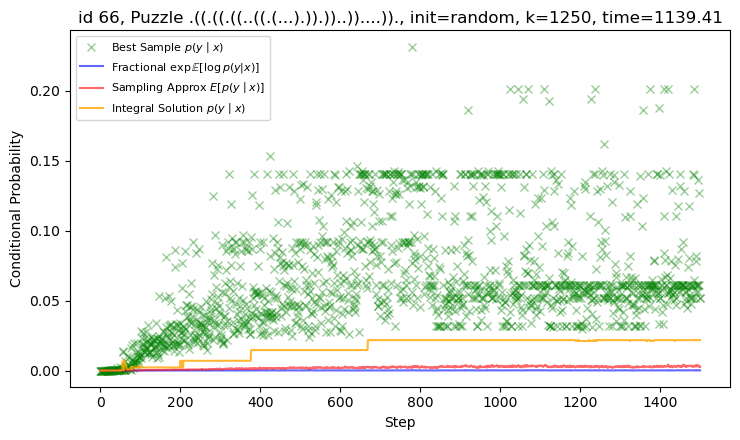 id 66, Puzzle .((.((.((..((.(...).)).))..))....))., init=random, k=1250, time=1139.41
Best Sample p(y | x)
Fractional exp𝔼[log p(y|x)]
Sampling Approx E[p(y | x)]
Integral Solution p(y | x)
Conditional Probability
0.20
0.15
0.10
0.05
0.00
0 200 400 600 800 1000 1200 1400
Step